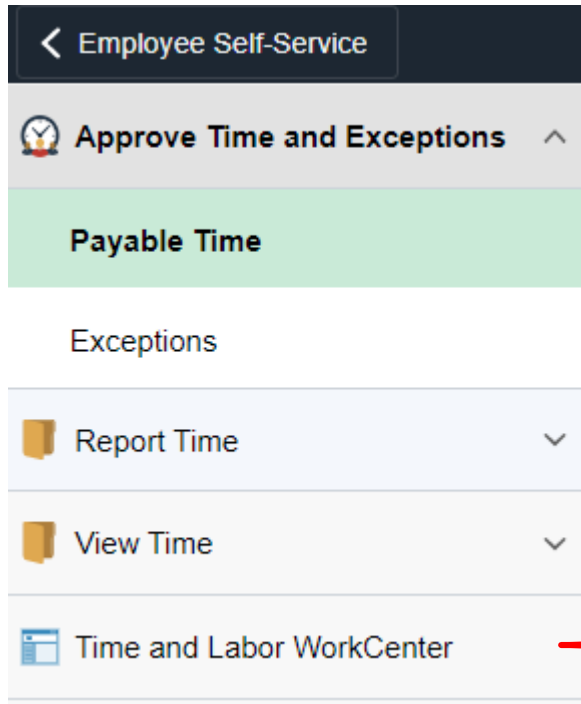 Employee Self-Service
Approve Time and Exceptions
Payable Time
Exceptions
Report Time
View Time
Time and Labor WorkCenter